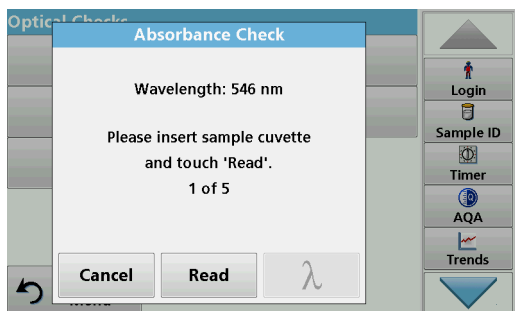 Optic
Absorbance Check
Wavelength: 546 nm
Please insert sample cuvette
and touch 'Read'.
1 of 5
Cancel
Read
λ
Login
Sample ID
Timer
AQA
Trends